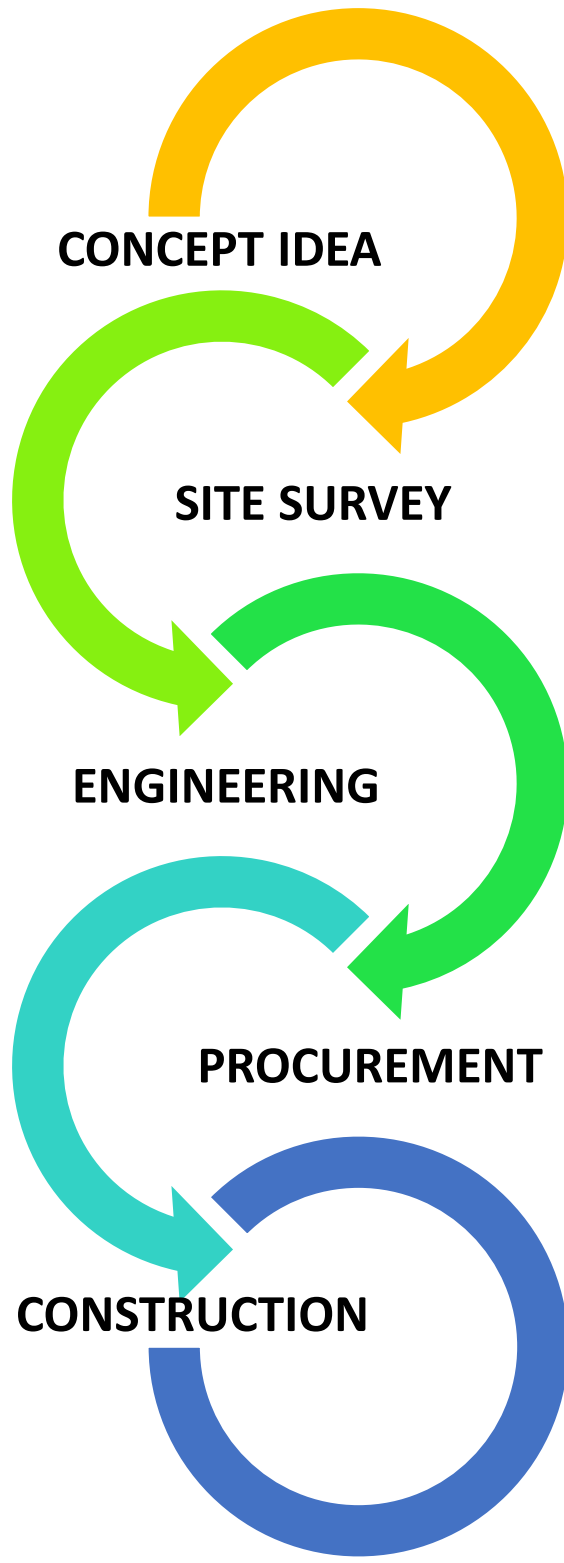 CONCEPT IDEA
SITE SURVEY
ENGINEERING
PROCUREMENT
CONSTRUCTION